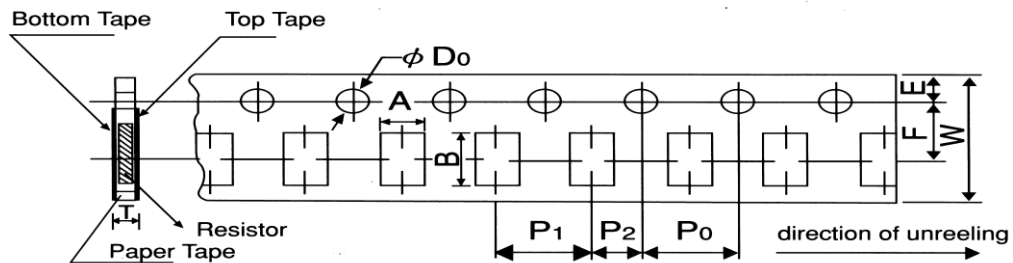 Bottom Tape
Top Tape
φ D0
A
B
E
F
W
T
Resistor
Paper Tape
P1
P2
P0
direction of unreeling